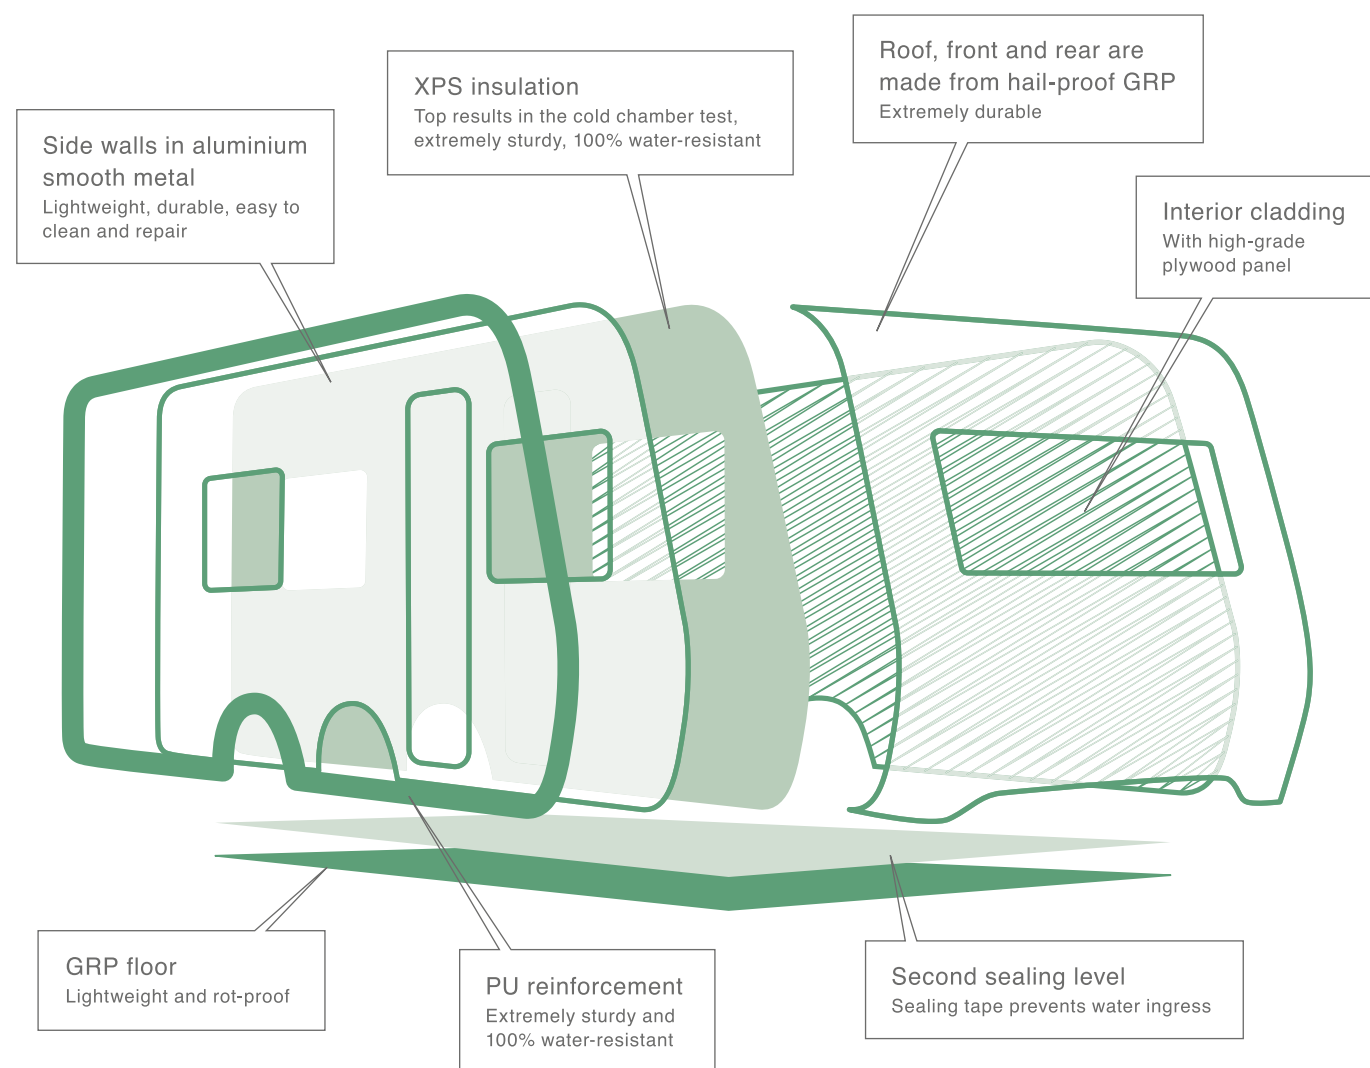 Roof, front and rear are
made from hail-proof GRP
Extremely durable
XPS insulation
Top results in the cold chamber test,
extremely sturdy, 100% water-resistant
Side walls in aluminium
smooth metal
Lightweight, durable, easy to
clean and repair
Interior cladding
With high-grade
plywood panel
GRP floor
Lightweight and rot-proof
PU reinforcement
Extremely sturdy and
100% water-resistant
Second sealing level
Sealing tape prevents water ingress